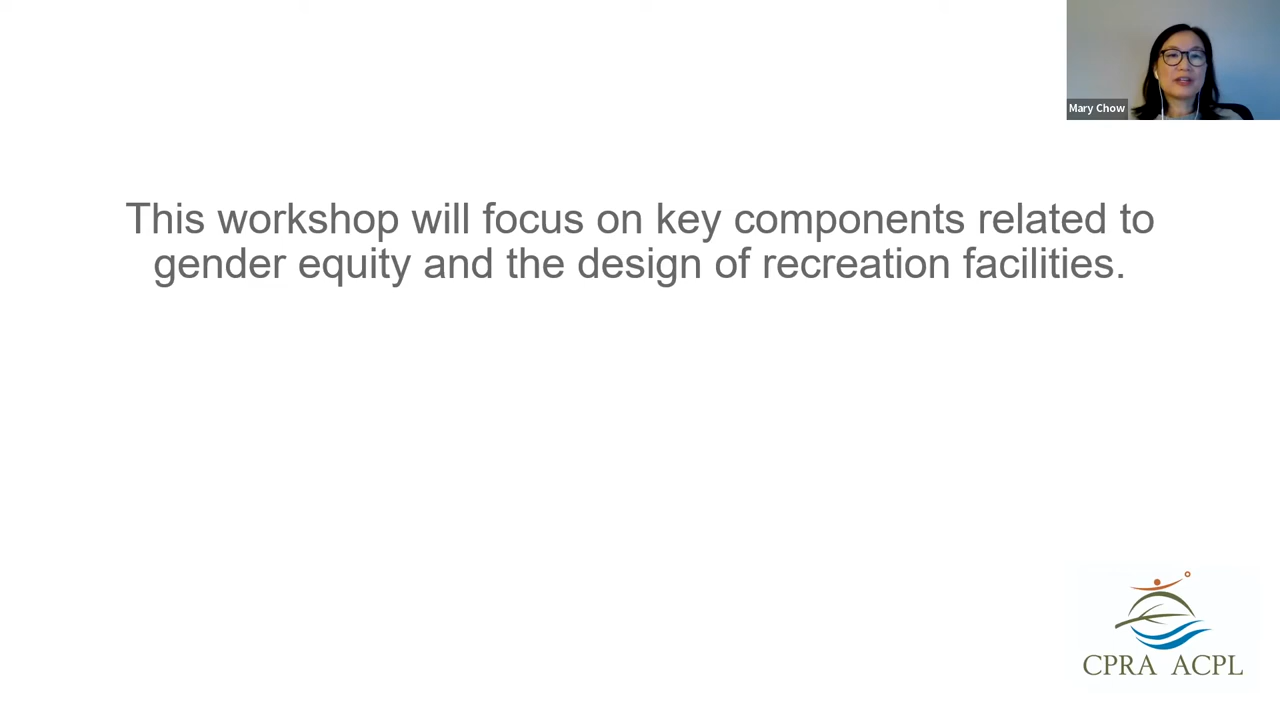 Mary Chow
This workshop will focus on key components related to
gender equity and the design of recreation facilities.
CPRA ACPL